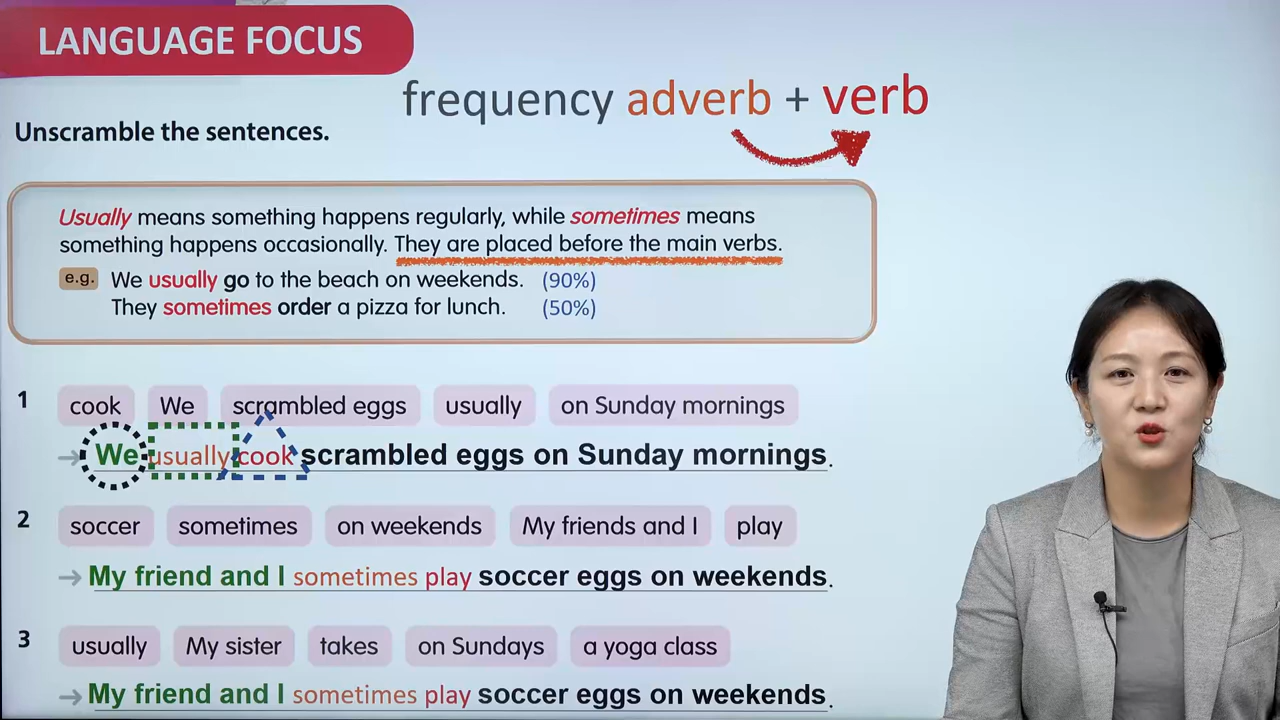 LANGUAGE FOCUS
frequency adverb + verb
Unscramble the sentences.
Usually means something happens regularly, while sometimes means
something happens occasionally. They are placed before the main verbs.
e.g. We usually go to the beach on weekends. (90%)
They sometimes order a pizza for lunch. (50%)
1 cook We scrambled eggs usually on Sunday mornings
→ We usually cook scrambled eggs on Sunday mornings.
2 soccer sometimes on weekends My friends and I play
→ My friend and I sometimes play soccer eggs on weekends.
3 usually My sister takes on Sundays a yoga class
→ My friend and I sometimes play soccer eggs on weekends.